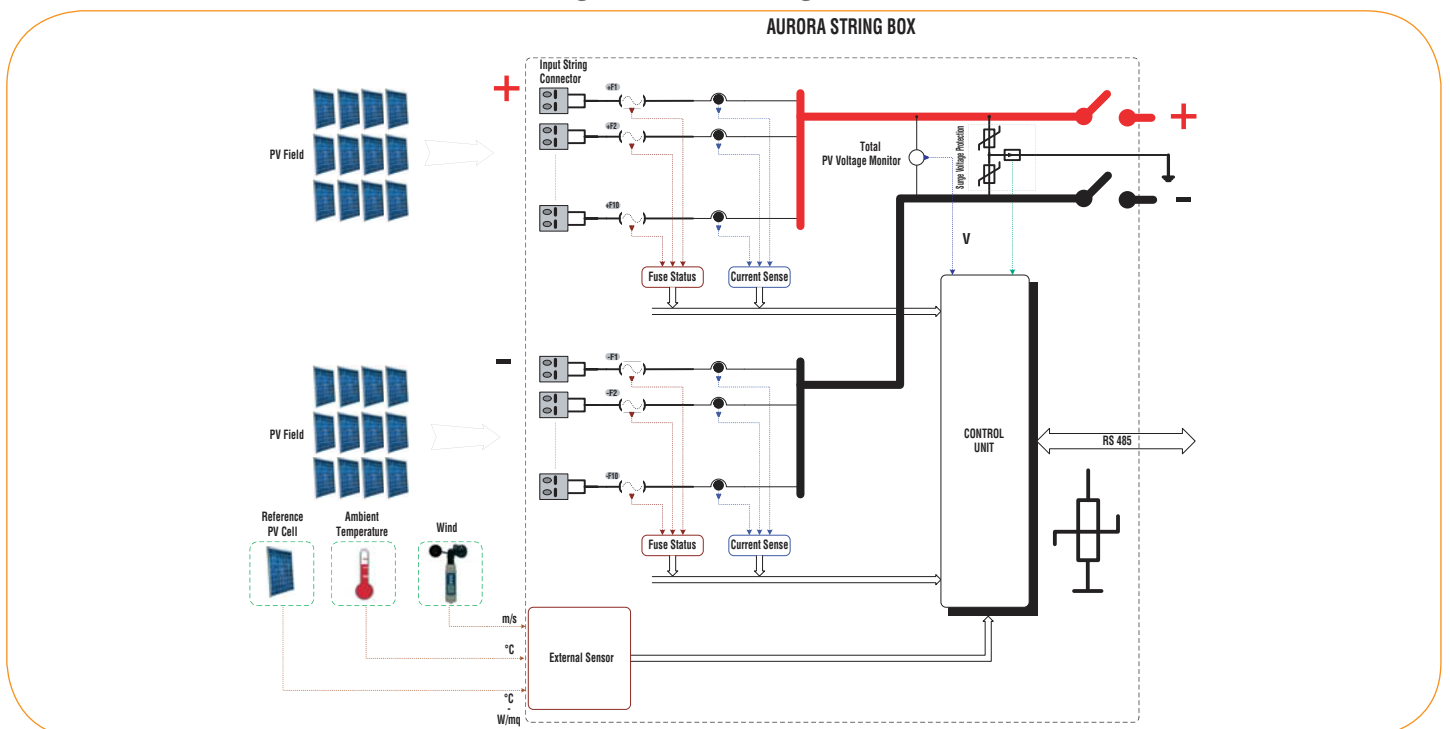 AURORA STRING BOX
Input String
Connector
+
+F1
+F2
+F10
PV Field
Total
PV Voltage Monitor
Surge Voltage Protection
+
-
V
Fuse Status
Current Sense
-
-F1
-F2
-F10
PV Field
Fuse Status
Current Sense
CONTROL
UNIT
RS 485
Reference
PV Cell
Ambient
Temperature
Wind
m/s
°C
°C
-
W/mq
External Sensor